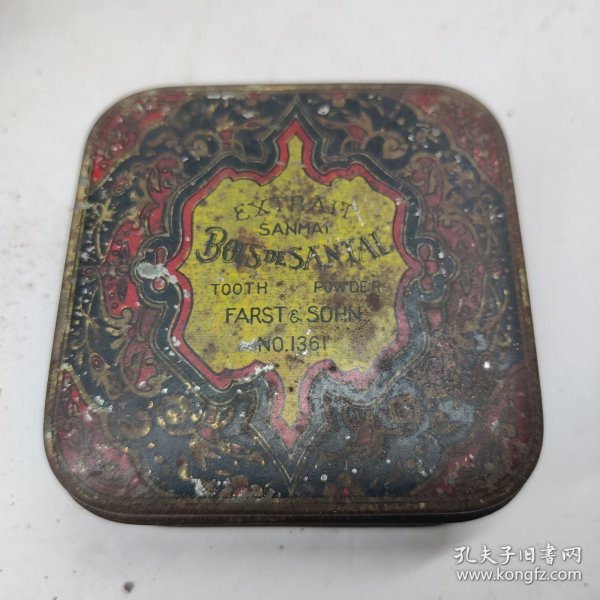 EXTRAIT
SANMAI
BOIS DE SANTAL
TOOTH POWDER
FARST & SOHN
NO.1361
孔夫子旧书网
www.kongfz.com